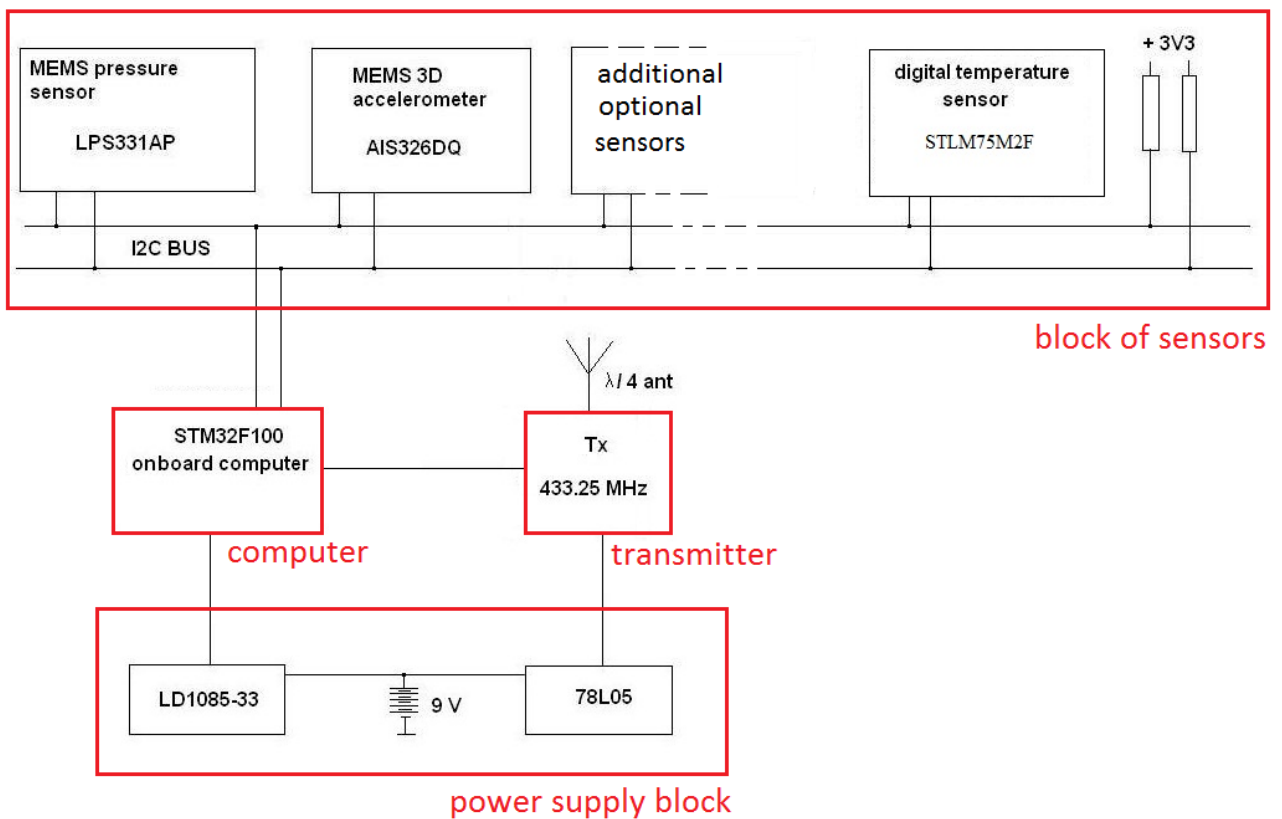 MEMS pressure
sensor
LPS331AP
MEMS 3D
accelerometer
AIS326DQ
additional
optional
sensors
digital temperature
sensor
STLM75M2F
+ 3V3
I2C BUS
block of sensors
λ/ 4 ant
STM32F100
onboard computer
Tx
433.25 MHz
computer
transmitter
LD1085-33
9 V
78L05
power supply block